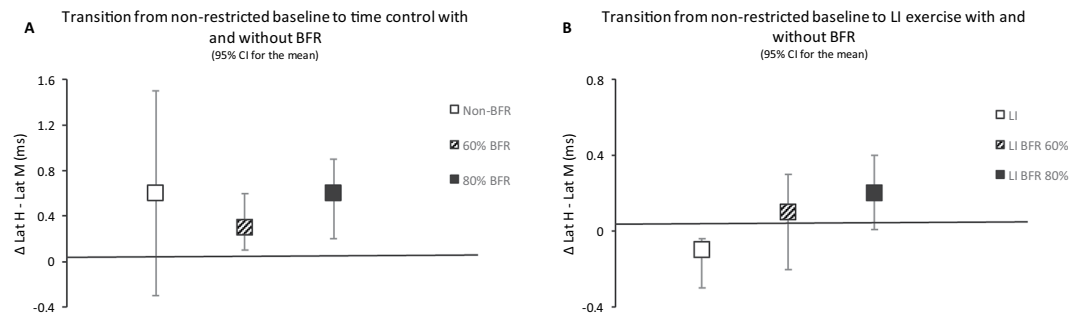 A
Transition from non-restricted baseline to time control with
and without BFR
(95% CI for the mean)
Δ Lat H - Lat M (ms)
1.6
1.2
0.8
0.4
0
-0.4
Non-BFR
60% BFR
80% BFR
B
Transition from non-restricted baseline to LI exercise with and
without BFR
(95% CI for the mean)
Δ Lat H - Lat M (ms)
0.8
0.4
0
-0.4
LI
LI BFR 60%
LI BFR 80%